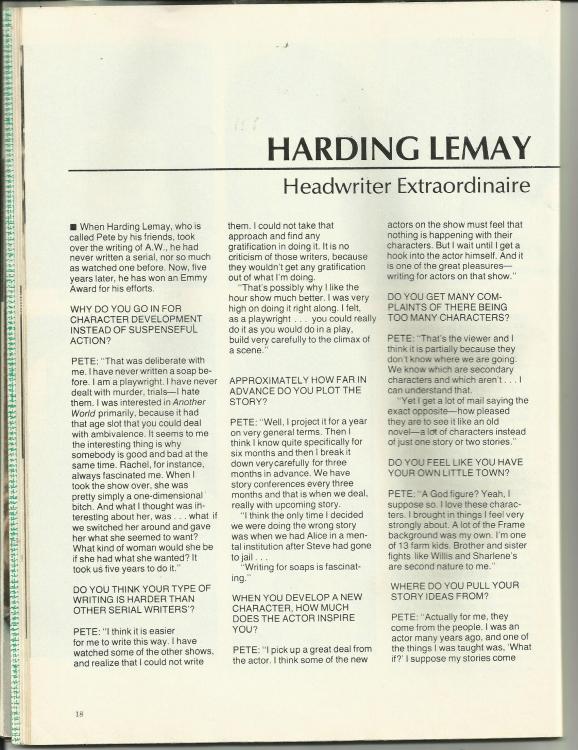 HARDING LEMAY
Headwriter Extraordinaire
■ When Harding Lemay, who is
called Pete by his friends, took
over the writing of A.W., he had
never written a serial, nor so much
as watched one before. Now, five
years later, he has won an Emmy
Award for his efforts.
WHY DO YOU GO IN FOR
CHARACTER DEVELOPMENT
INSTEAD OF SUSPENSEFUL
ACTION?
PETE: "That was deliberate with
me. I have never written a soap be-
fore. I am a playwright. I have never
dealt with murder, trials—I hate
them. I was interested in Another
World primarily, because it had
that age slot that you could deal
with ambivalence. It seems to me
the interesting thing is why
somebody is good and bad at the
same time. Rachel, for instance,
always fascinated me. When I
took the show over, she was
pretty simply a one-dimensional
bitch. And what I thought was in-
teresting about her, was . . . what if
we switched her around and gave
her what she seemed to want?
What kind of woman would she be
if she had what she wanted? It
took us five years to do it."
DO YOU THINK YOUR TYPE OF
WRITING IS HARDER THAN
OTHER SERIAL WRITERS'?
PETE: "I think it is easier
for me to write this way. I have
watched some of the other shows,
and realize that I could not write
them. I could not take that
approach and find any
gratification in doing it. It is no
criticism of those writers, because
they wouldn't get any gratification
out of what I'm doing.
"That's possibly why I like the
hour show much better. I was very
high on doing it right along. I felt,
as a playwright . . . you could really
do it as you would do in a play,
build very carefully to the climax of
a scene."
APPROXIMATELY HOW FAR IN
ADVANCE DO YOU PLOT THE
STORY?
PETE: "Well, I project it for a year
on very general terms. Then I
think I know quite specifically for
six months and then I break it
down verycarefully for three
months in advance. We have
story conferences every three
months and that is when we deal,
really with upcoming story.
"I think the only time I decided
we were doing the wrong story
was when we had Alice in a men-
tal institution after Steve had gone
to jail . . .
"Writing for soaps is fascinat-
ing."
WHEN YOU DEVELOP A NEW
CHARACTER, HOW MUCH
DOES THE ACTOR INSPIRE
YOU?
PETE: "I pick up a great deal from
the actor. I think some of the new
actors on the show must feel that
nothing is happening with their
characters. But I wait until I get a
hook into the actor himself. And it
is one of the great pleasures—
writing for actors on that show."
DO YOU GET MANY COM-
PLAINTS OF THERE BEING
TOO MANY CHARACTERS?
PETE: "That's the viewer and I
think it is partially because they
don't know where we are going.
We know which are secondary
characters and which aren't . . . I
can understand that.
"Yet I get a lot of mail saying the
exact opposite—how pleased
they are to see it like an old
novel—a lot of characters instead
of just one story or two stories."
DO YOU FEEL LIKE YOU HAVE
YOUR OWN LITTLE TOWN?
PETE: "A God figure? Yeah, I
suppose so. I love these charac-
ters. I brought in things I feel very
strongly about. A lot of the Frame
background was my own. I'm one
of 13 farm kids. Brother and sister
fights like Willis and Sharlene's
are second nature to me."
WHERE DO YOU PULL YOUR
STORY IDEAS FROM?
PETE: "Actually for me, they
come from the people. I was an
actor many years ago, and one of
the things I was taught was, 'What
if?' I suppose my stories come
18